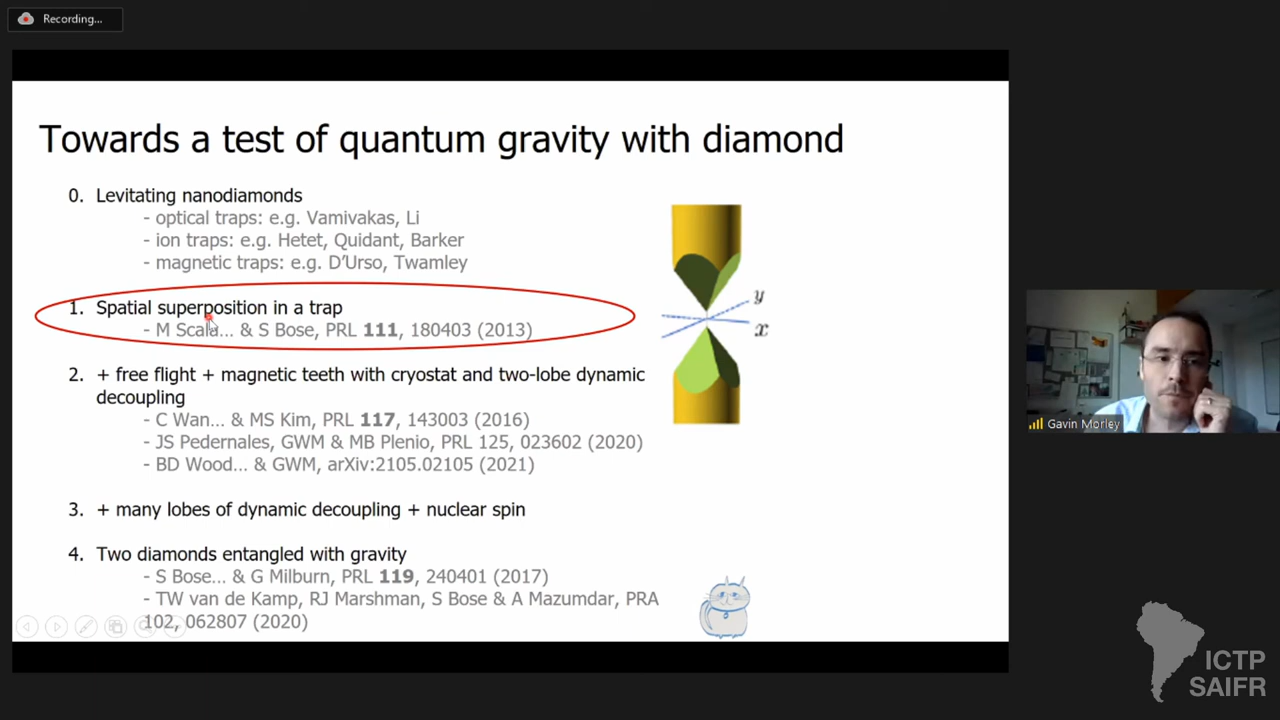 Recording...
Towards a test of quantum gravity with diamond
0. Levitating nanodiamonds
- optical traps: e.g. Vamivakas, Li
- ion traps: e.g. Hetet, Quidant, Barker
- magnetic traps: e.g. D'Urso, Twamley
1. Spatial superposition in a trap
- M Scala... & S Bose, PRL 111, 180403 (2013)
2. + free flight + magnetic teeth with cryostat and two-lobe dynamic
decoupling
- C Wan... & MS Kim, PRL 117, 143003 (2016)
- JS Pedernales, GWM & MB Plenio, PRL 125, 023602 (2020)
- BD Wood... & GWM, arXiv:2105.02105 (2021)
3. + many lobes of dynamic decoupling + nuclear spin
4. Two diamonds entangled with gravity
- S Bose... & G Milburn, PRL 119, 240401 (2017)
- TW van de Kamp, RJ Marshman, S Bose & A Mazumdar, PRA
102, 062807 (2020)
y
x
Gavin Morley
ICTP
SAIFR